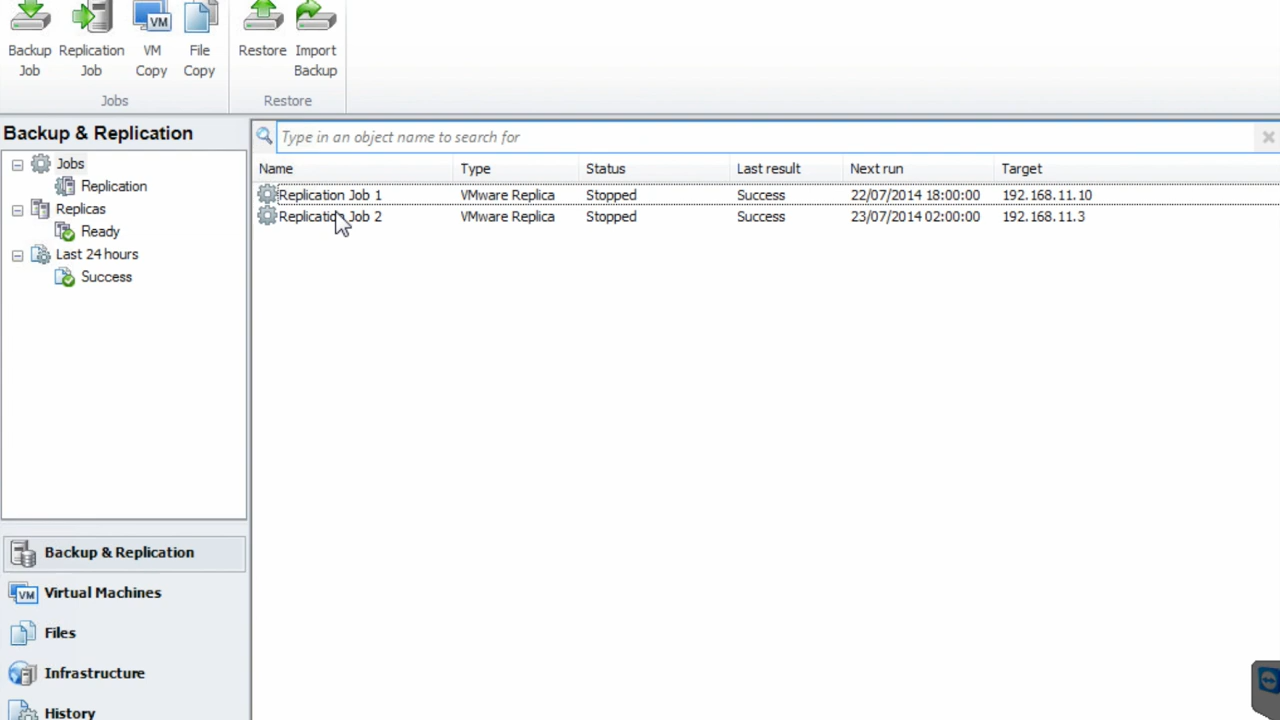 Backup Job
Replication Job
VM Copy
File Copy
Restore
Import Backup
Jobs
Restore
Backup & Replication
Jobs
Replication
Replicas
Ready
Last 24 hours
Success
Backup & Replication
Virtual Machines
Files
Infrastructure
History
Type in an object name to search for
Name Type Status Last result Next run Target
Replication Job 1 VMware Replica Stopped Success 22/07/2014 18:00:00 192.168.11.10
Replication Job 2 VMware Replica Stopped Success 23/07/2014 02:00:00 192.168.11.3